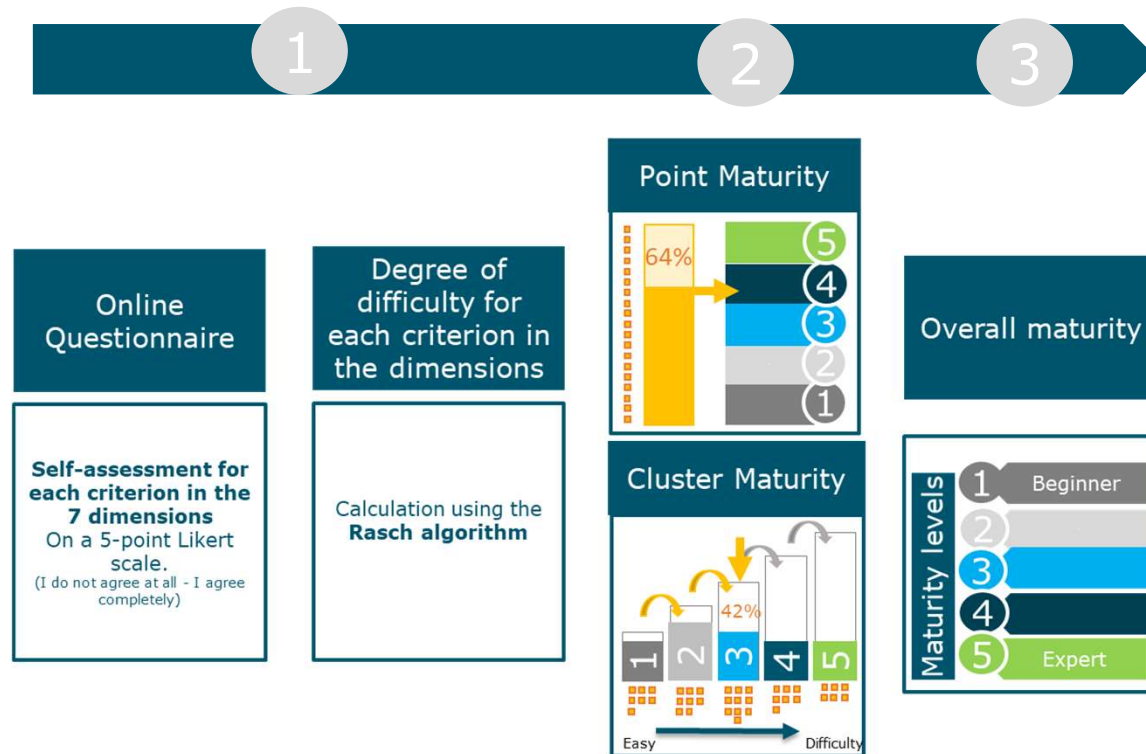 1
2
3
Online
Questionnaire
Self-assessment for
each criterion in the
7 dimensions
On a 5-point Likert
scale.
(I do not agree at all - I agree
completely)
Degree of
difficulty for
each criterion in
the dimensions
Calculation using the
Rasch algorithm
Point Maturity
64%
5
4
3
2
1
Cluster Maturity
42%
1
2
3
4
5
Easy
Difficulty
Overall maturity
Maturity levels
1 Beginner
2
3
4
5 Expert